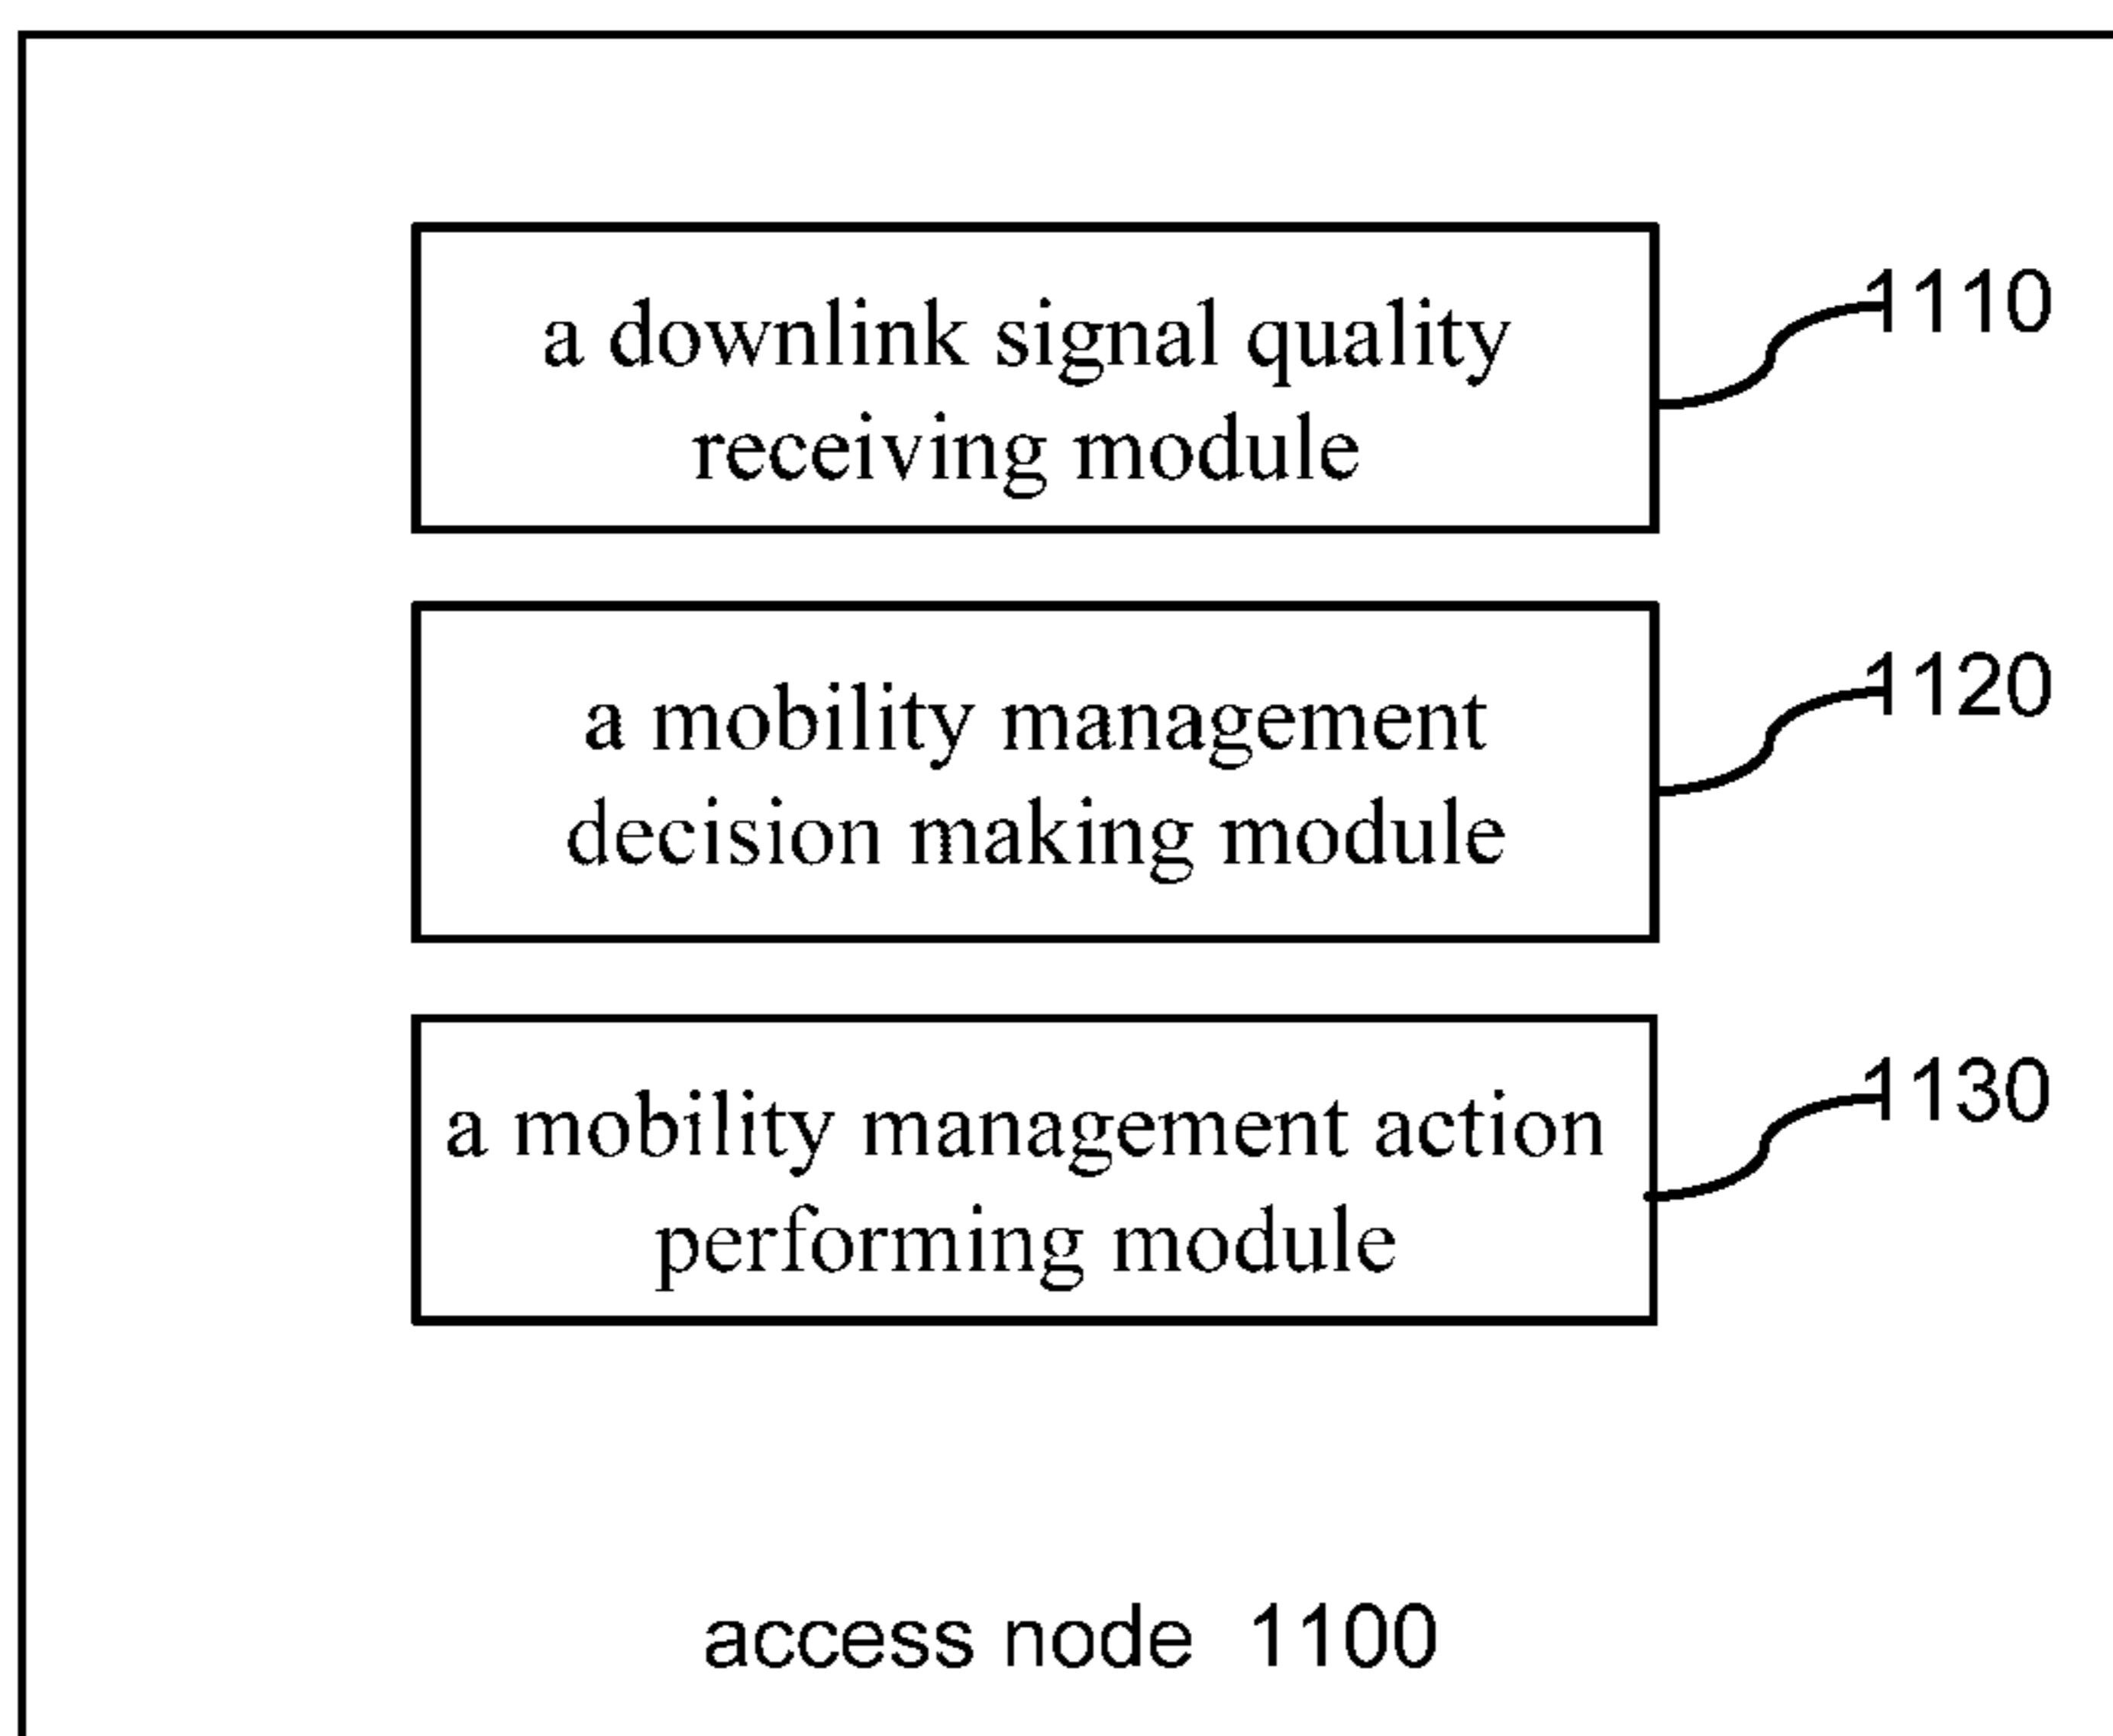 a downlink signal quality
receiving module
1110
a mobility management
decision making module
1120
a mobility management action
performing module
1130
access node 1100